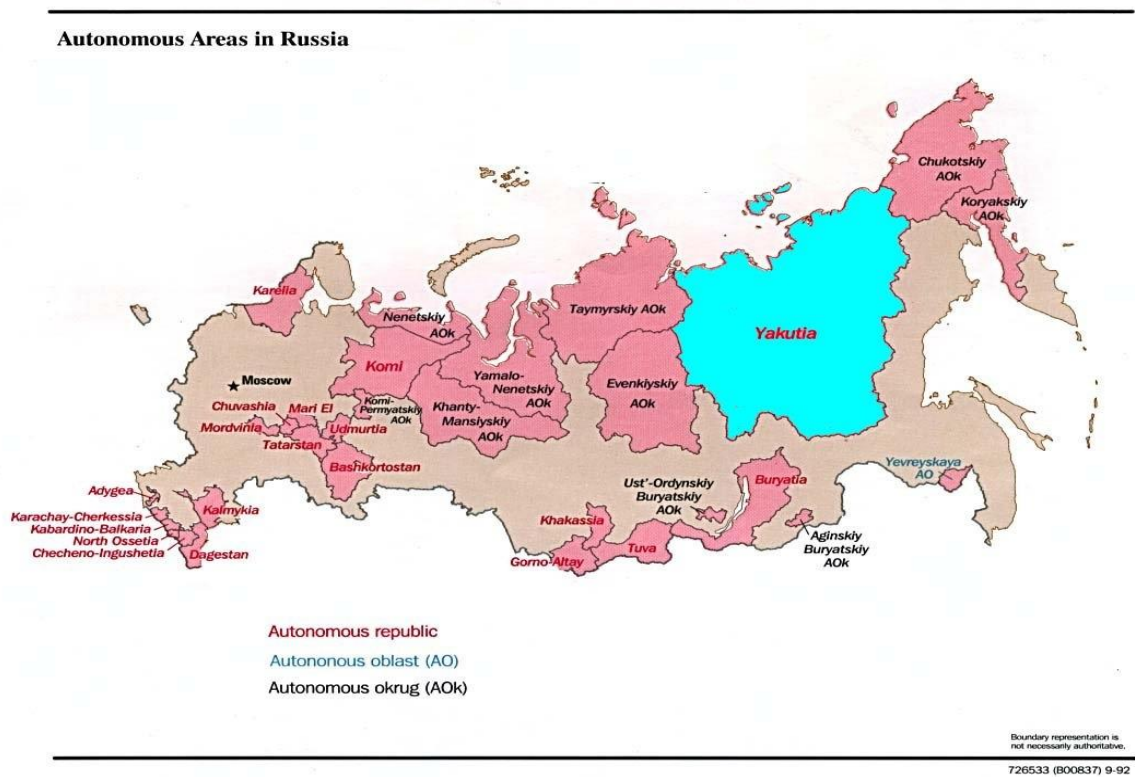 Autonomous Areas in Russia
Chukotskiy
AOk
Koryakskiy
AOk
Karelia
Nenetskiy
AOk
Taymyrskiy AOk
Yakutia
Komi
Yamalo-
Nenetskiy
AOk
Evenkiyskiy
AOk
Moscow
Komi-
Permyatskiy
AOk
Khanty-
Mansiyskiy
AOk
Chuvashia
Mari El
Mordvinia
Udmurtia
Tatarstan
Bashkortostan
Yevreyskaya
AO
Adygea
Kalmykia
Ust'-Ordynskiy
Buryatskiy
AOk
Buryatia
Karachay-Cherkessia
Kabardino-Balkaria
North Ossetia
Checheno-Ingushetia
Dagestan
Khakassia
Gorno-Altay
Tuva
Aginskiy
Buryatskiy
AOk
Autonomous republic
Autononous oblast (AO)
Autonomous okrug (AOk)
Boundary representation is
not necessarily authoritative.
726533 (B00837) 9-92